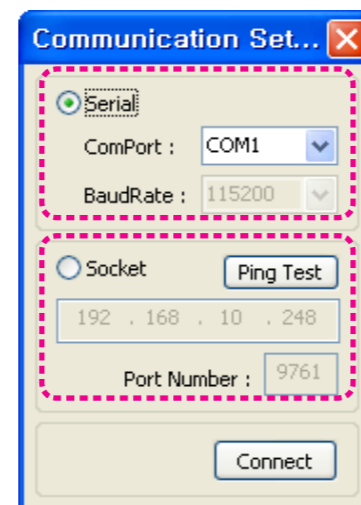 Communication Set...
Serial
ComPort : COM1
BaudRate : 115200
Socket Ping Test
192 . 168 . 10 . 248
Port Number : 9761
Connect